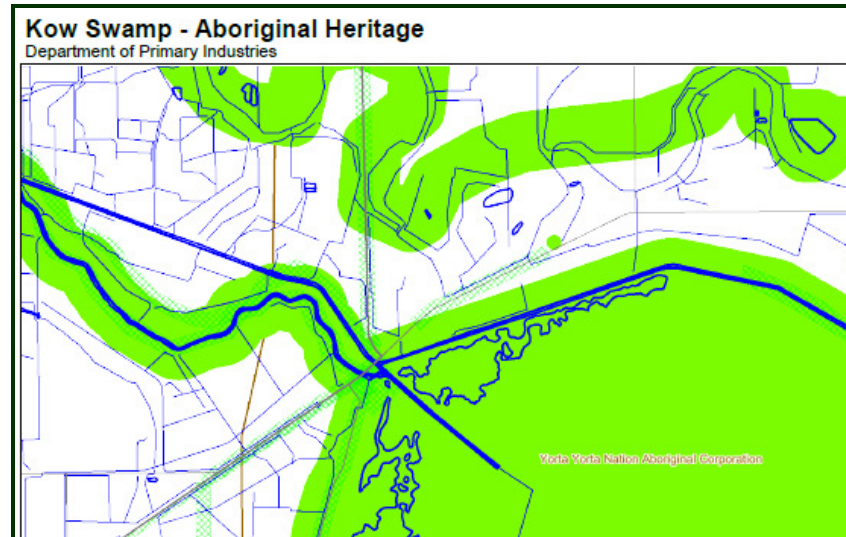 Kow Swamp - Aboriginal Heritage
Department of Primary Industries
Yorta Yorta Nation Aboriginal Corporation